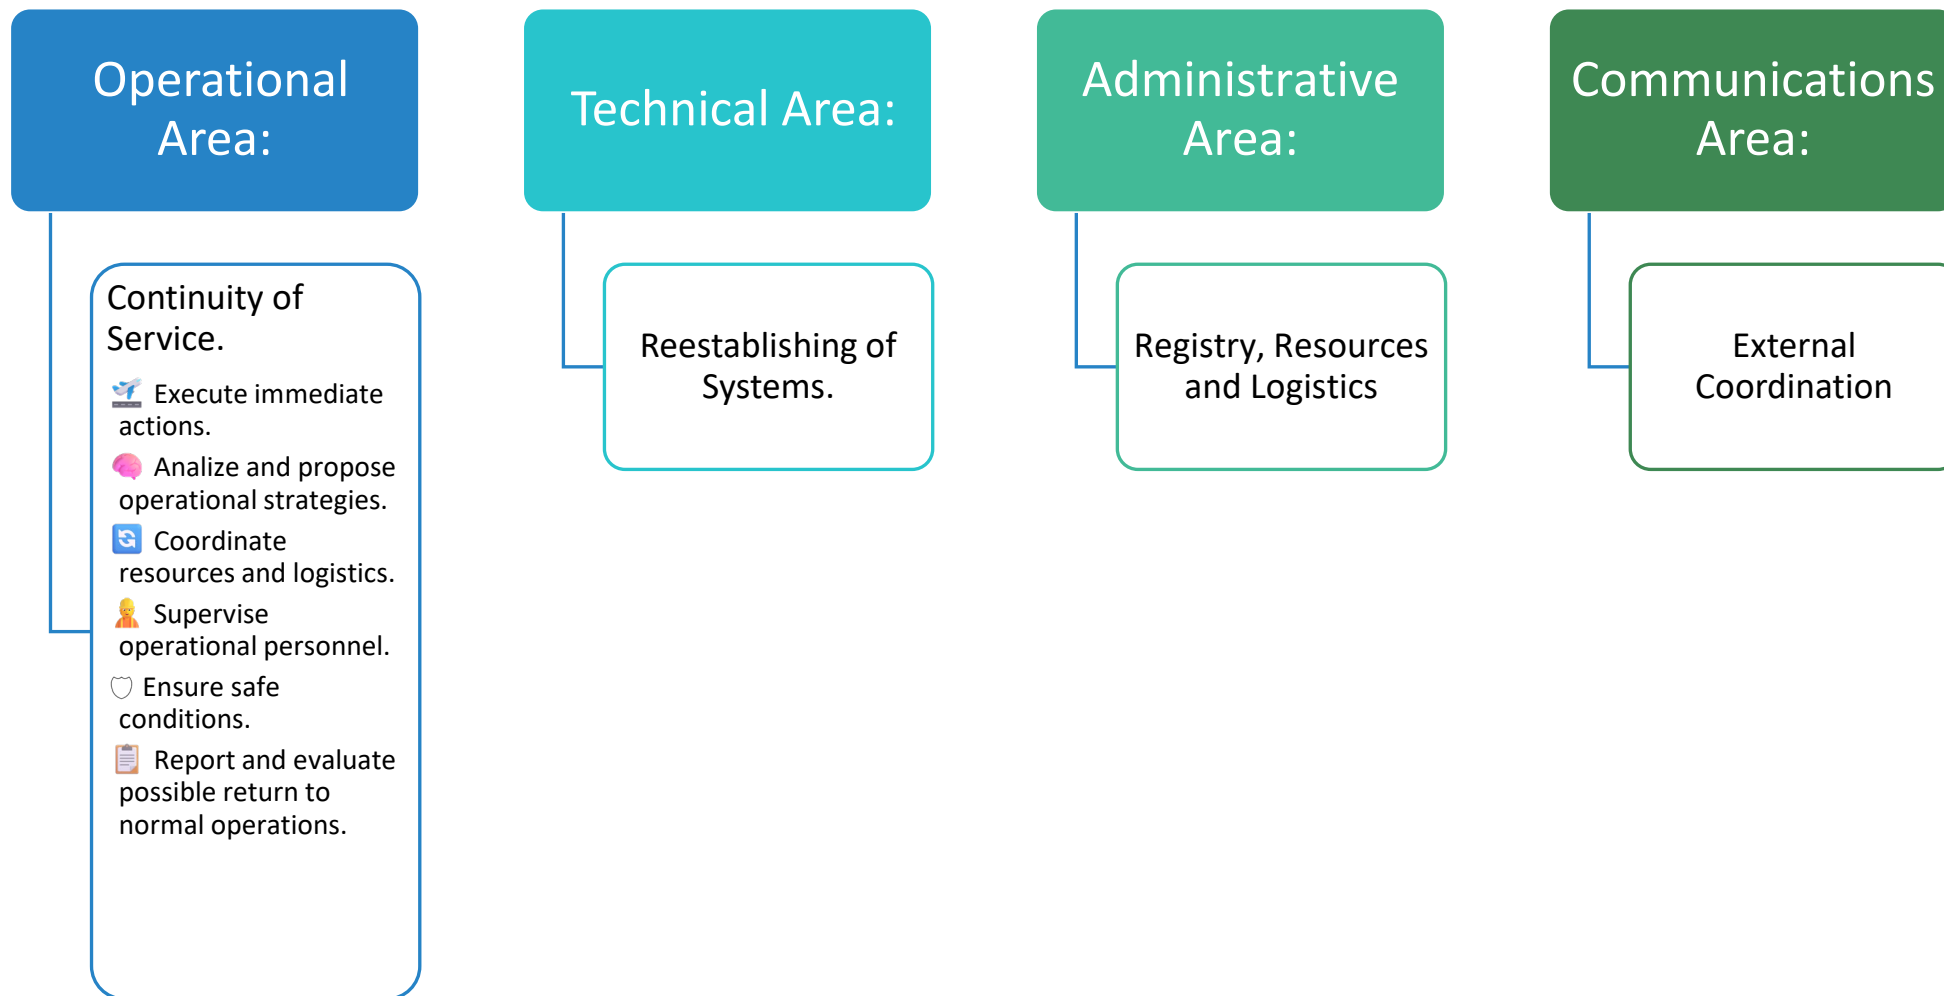 Operational
Area:
Continuity of
Service.
Execute immediate
actions.
Analize and propose
operational strategies.
Coordinate
resources and logistics.
Supervise
operational personnel.
Ensure safe
conditions.
Report and evaluate
possible return to
normal operations.
Technical Area:
Reestablishing of
Systems.
Administrative
Area:
Registry, Resources
and Logistics
Communications
Area:
External
Coordination